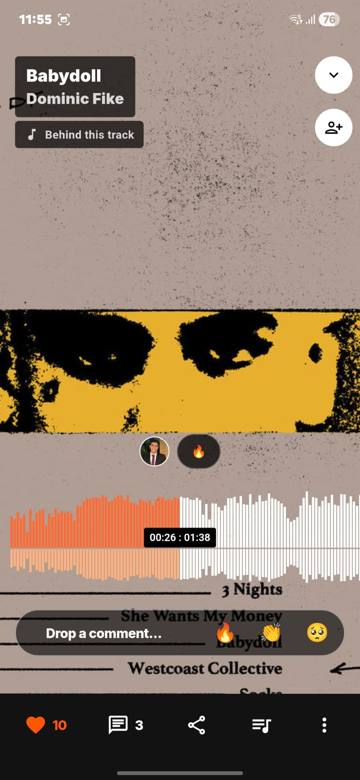 11:55
76
Babydoll
Dominic Fike
Behind this track
00:26 : 01:38
3 Nights
She Wants My Money
Drop a comment...
Babydoll
Westcoast Collective
Socks
10
3